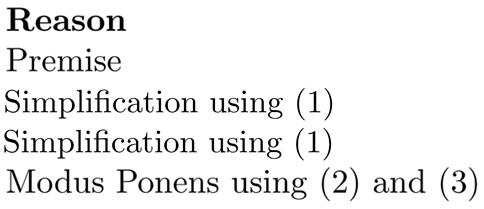 Reason
Premise
Simplification using (1)
Simplification using (1)
Modus Ponens using (2) and (3)